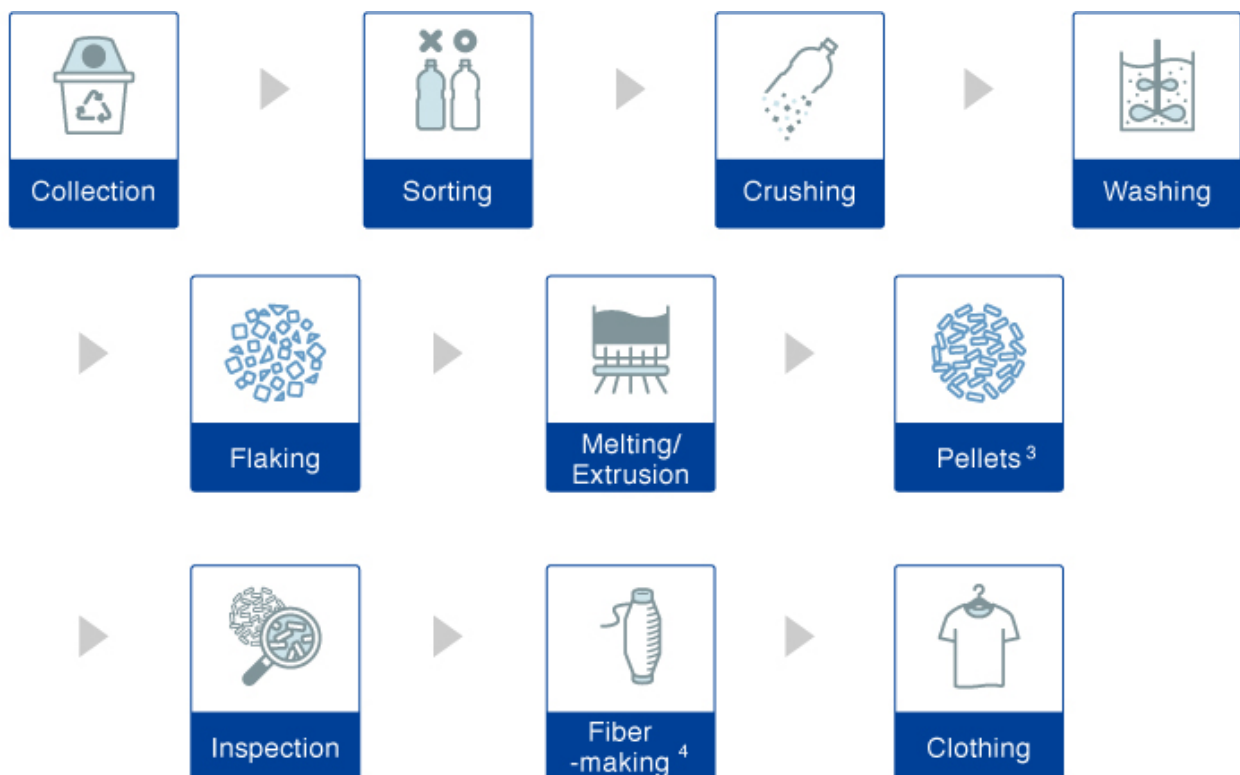 Collection
Sorting
Crushing
Washing
Flaking
Melting/
Extrusion
Pellets 3
Inspection
Fiber
-making 4
Clothing